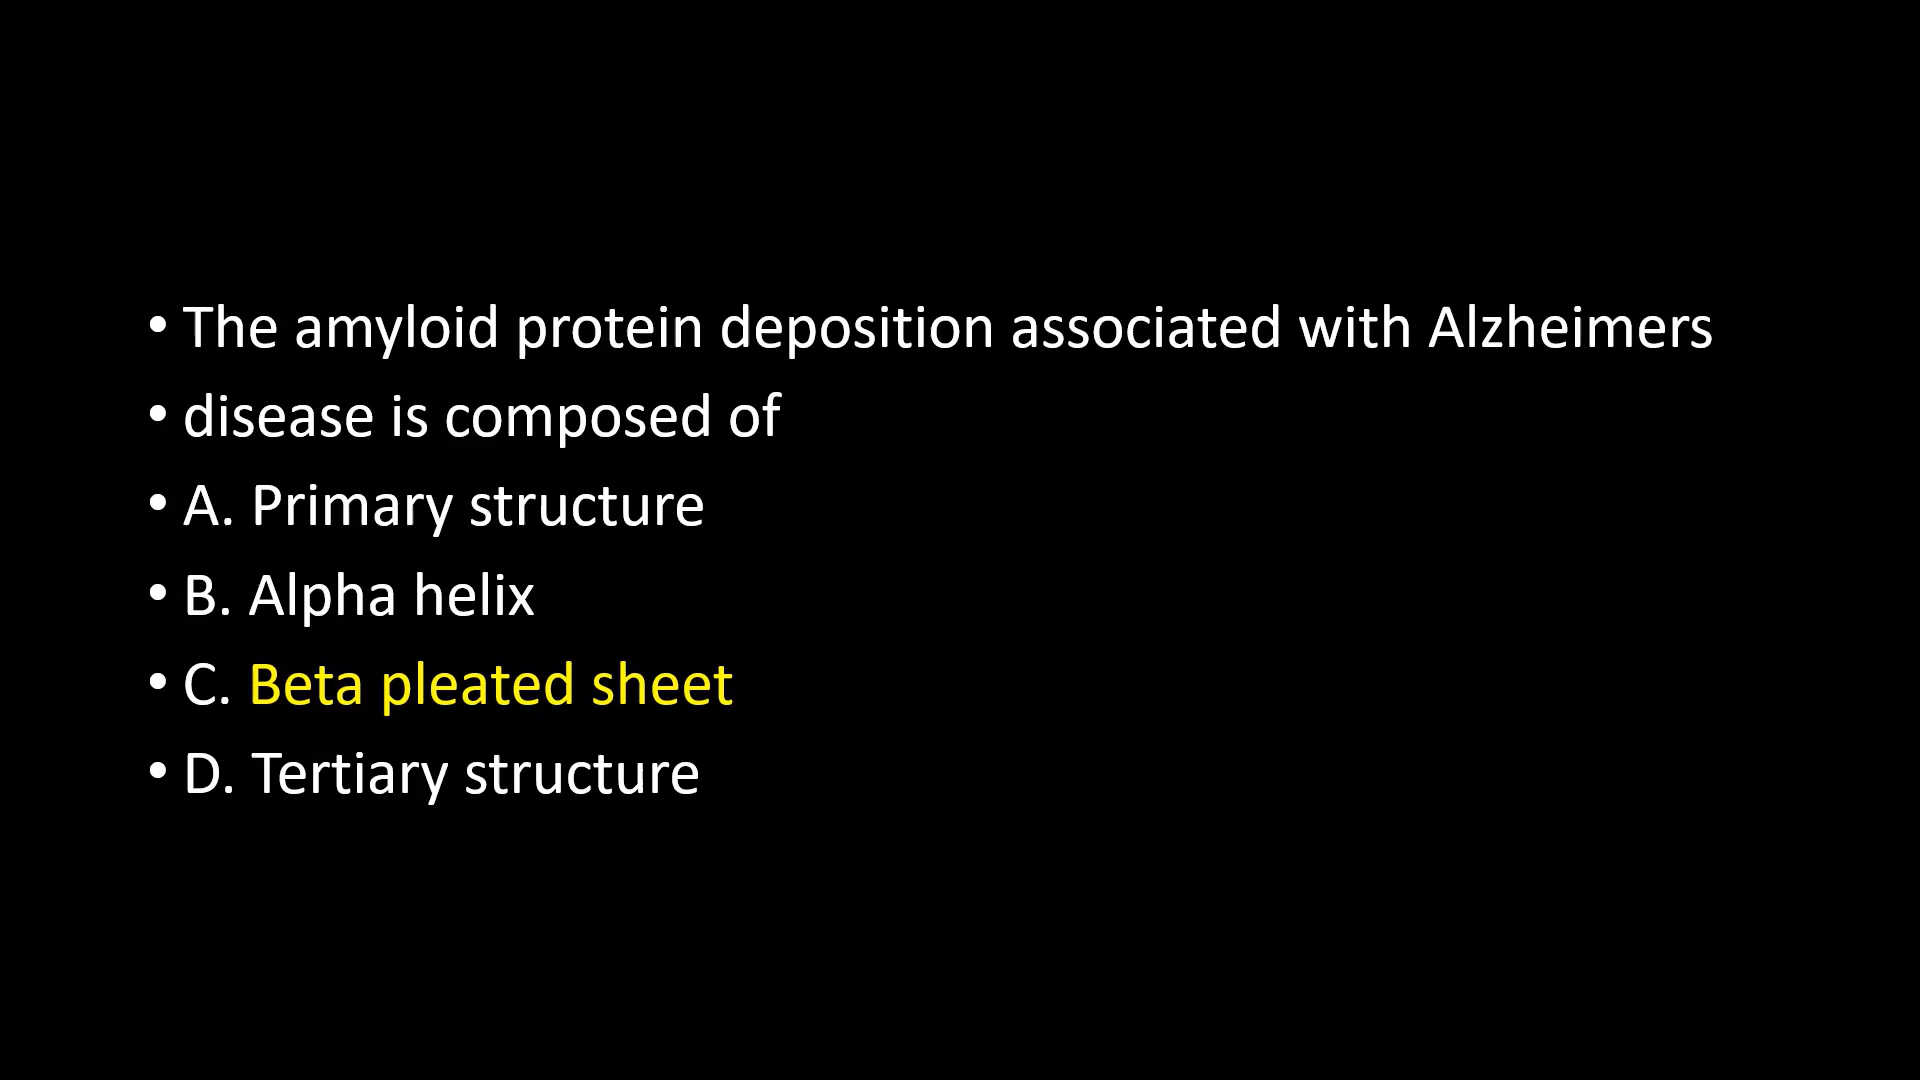 • The amyloid protein deposition associated with Alzheimers
• disease is composed of
• A. Primary structure
• B. Alpha helix
• C. Beta pleated sheet
• D. Tertiary structure